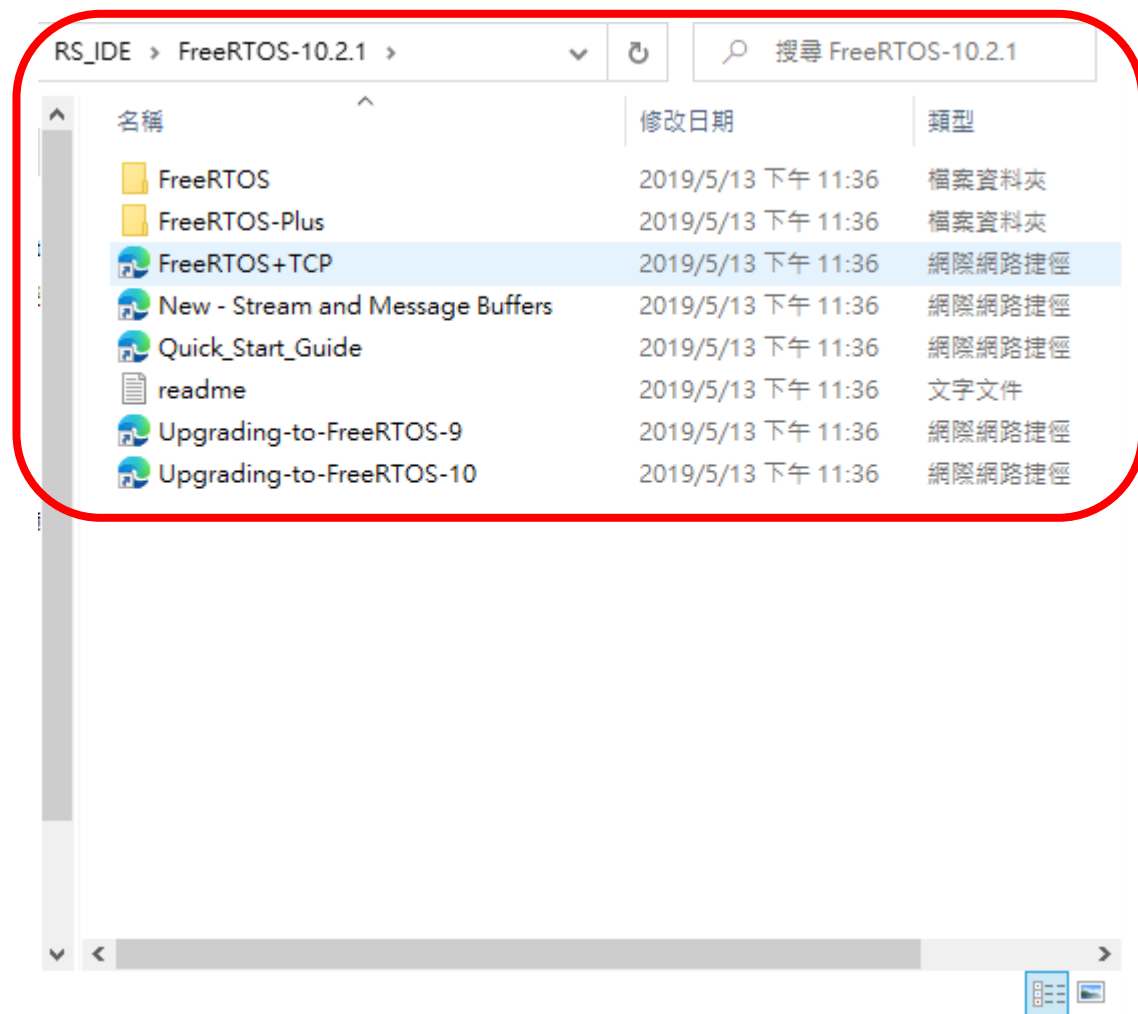 RS_IDE > FreeRTOS-10.2.1 > 搜尋 FreeRTOS-10.2.1
名稱 修改日期 類型
FreeRTOS 2019/5/13 下午 11:36 檔案資料夾
FreeRTOS-Plus 2019/5/13 下午 11:36 檔案資料夾
FreeRTOS+TCP 2019/5/13 下午 11:36 網際網路捷徑
New - Stream and Message Buffers 2019/5/13 下午 11:36 網際網路捷徑
Quick_Start_Guide 2019/5/13 下午 11:36 網際網路捷徑
readme 2019/5/13 下午 11:36 文字文件
Upgrading-to-FreeRTOS-9 2019/5/13 下午 11:36 網際網路捷徑
Upgrading-to-FreeRTOS-10 2019/5/13 下午 11:36 網際網路捷徑